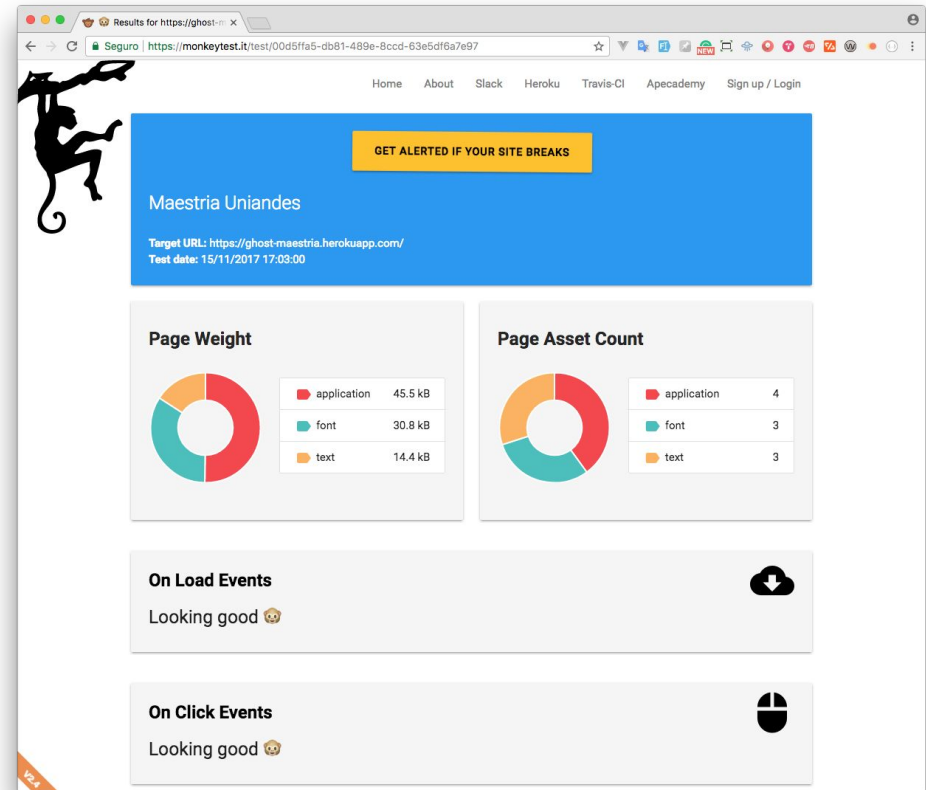 Results for https://ghost-m
Seguro | https://monkeytest.it/test/00d5ffa5-db81-489e-8ccd-63e5df6a7e97
NEW
Home About Slack Heroku Travis-CI Apecademy Sign up / Login
GET ALERTED IF YOUR SITE BREAKS
Maestria Uniandes
Target URL: https://ghost-maestria.herokuapp.com/
Test date: 15/11/2017 17:03:00
Page Weight
application 45.5 kB
font 30.8 kB
text 14.4 kB
Page Asset Count
application 4
font 3
text 3
On Load Events
Looking good
On Click Events
Looking good
V2.4